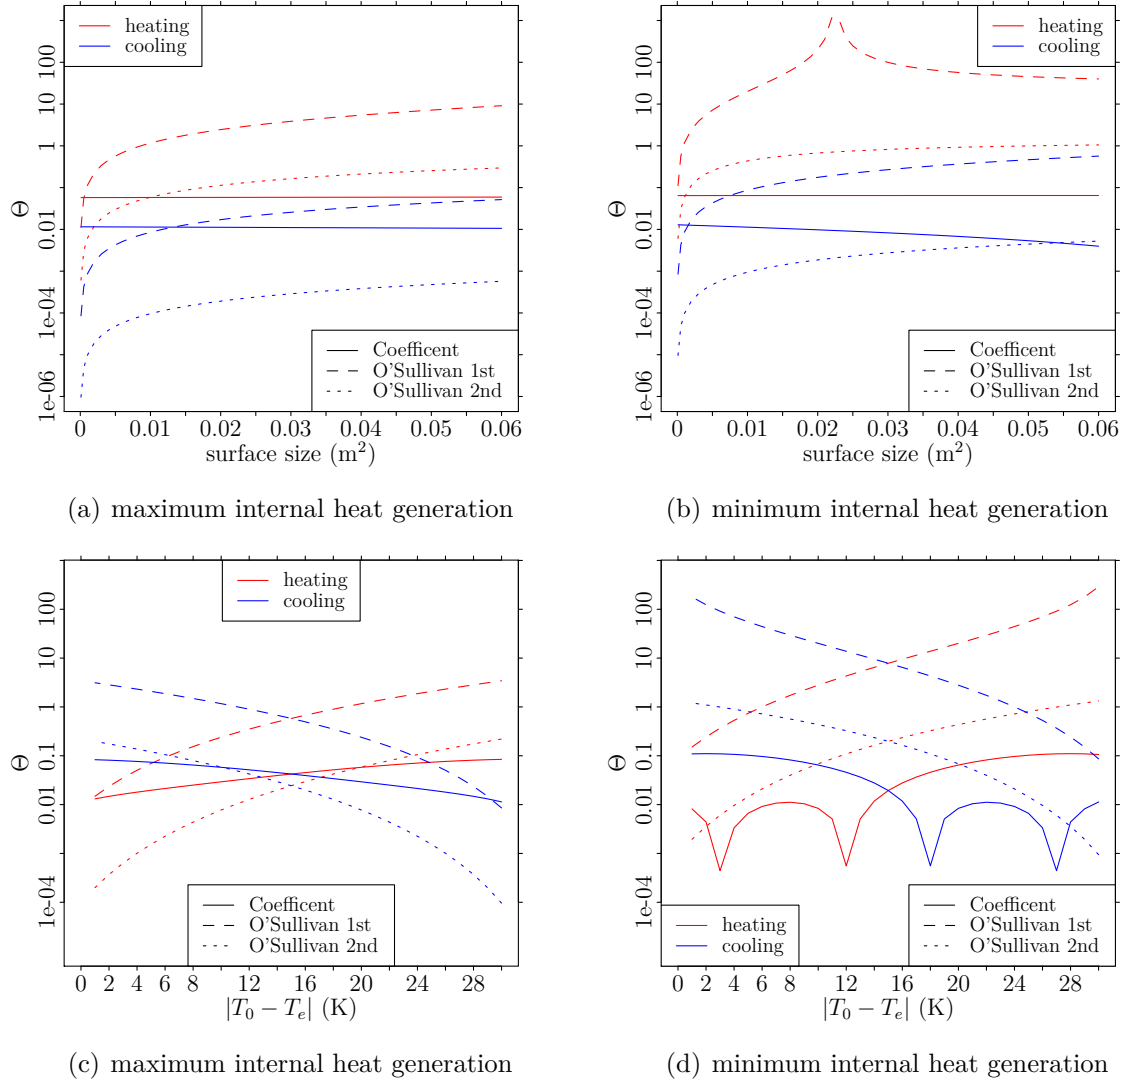 heating
cooling
Θ
1e-06 1e-04 0.01 1 10 100
Coefficent
O'Sullivan 1st
O'Sullivan 2nd
0 0.01 0.02 0.03 0.04 0.05 0.06
surface size (m²)
(a) maximum internal heat generation
heating
cooling
Θ
1e-06 1e-04 0.01 1 10 100
Coefficent
O'Sullivan 1st
O'Sullivan 2nd
0 0.01 0.02 0.03 0.04 0.05 0.06
surface size (m²)
(b) minimum internal heat generation
heating
cooling
Θ
1e-04 0.01 0.1 1 10 100
Coefficent
O'Sullivan 1st
O'Sullivan 2nd
0 2 4 6 8 12 16 20 24 28
|T₀ − Tₑ| (K)
(c) maximum internal heat generation
Θ
1e-04 0.01 0.1 1 10 100
heating
cooling
Coefficent
O'Sullivan 1st
O'Sullivan 2nd
0 2 4 6 8 12 16 20 24 28
|T₀ − Tₑ| (K)
(d) minimum internal heat generation